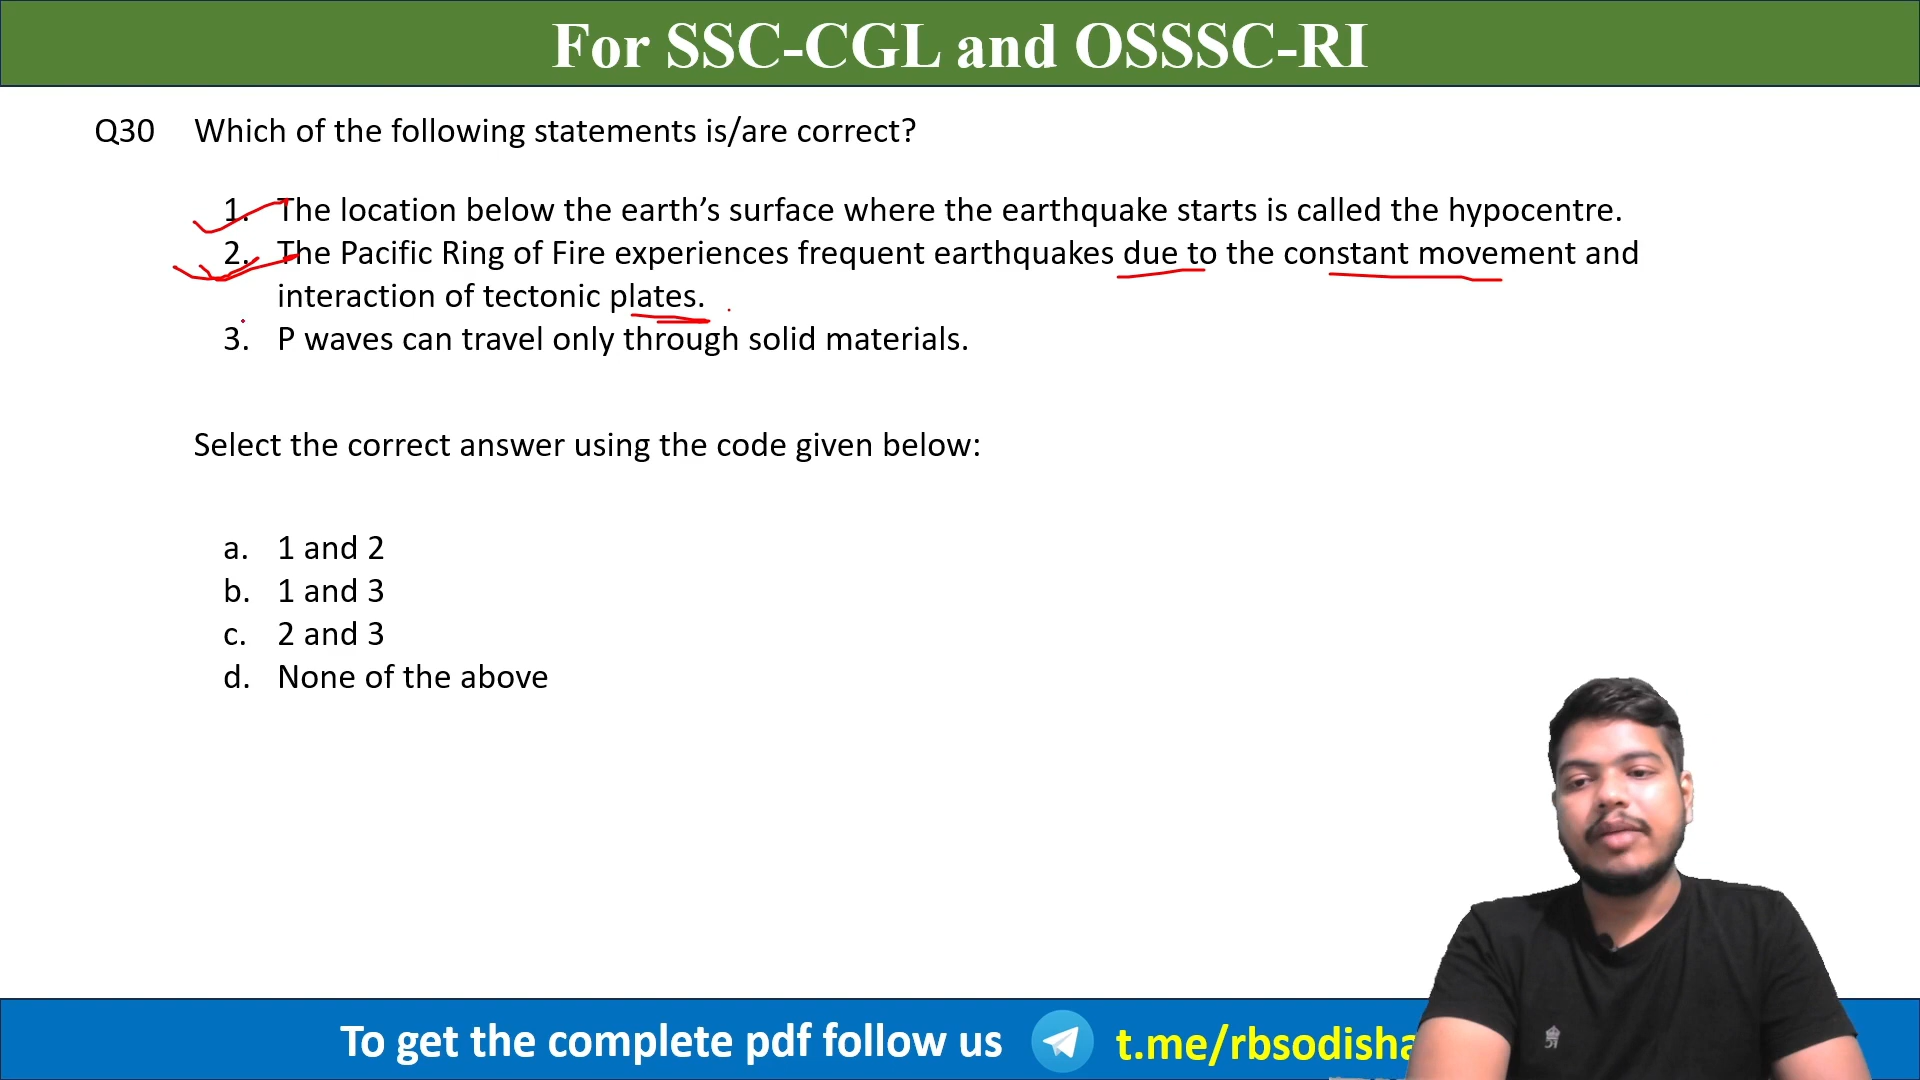 For SSC-CGL and OSSSC-RI
Q30 Which of the following statements is/are correct?
1. The location below the earth’s surface where the earthquake starts is called the hypocentre.
2. The Pacific Ring of Fire experiences frequent earthquakes due to the constant movement and
interaction of tectonic plates.
3. P waves can travel only through solid materials.
Select the correct answer using the code given below:
a. 1 and 2
b. 1 and 3
c. 2 and 3
d. None of the above
To get the complete pdf follow us t.me/rbsodisha